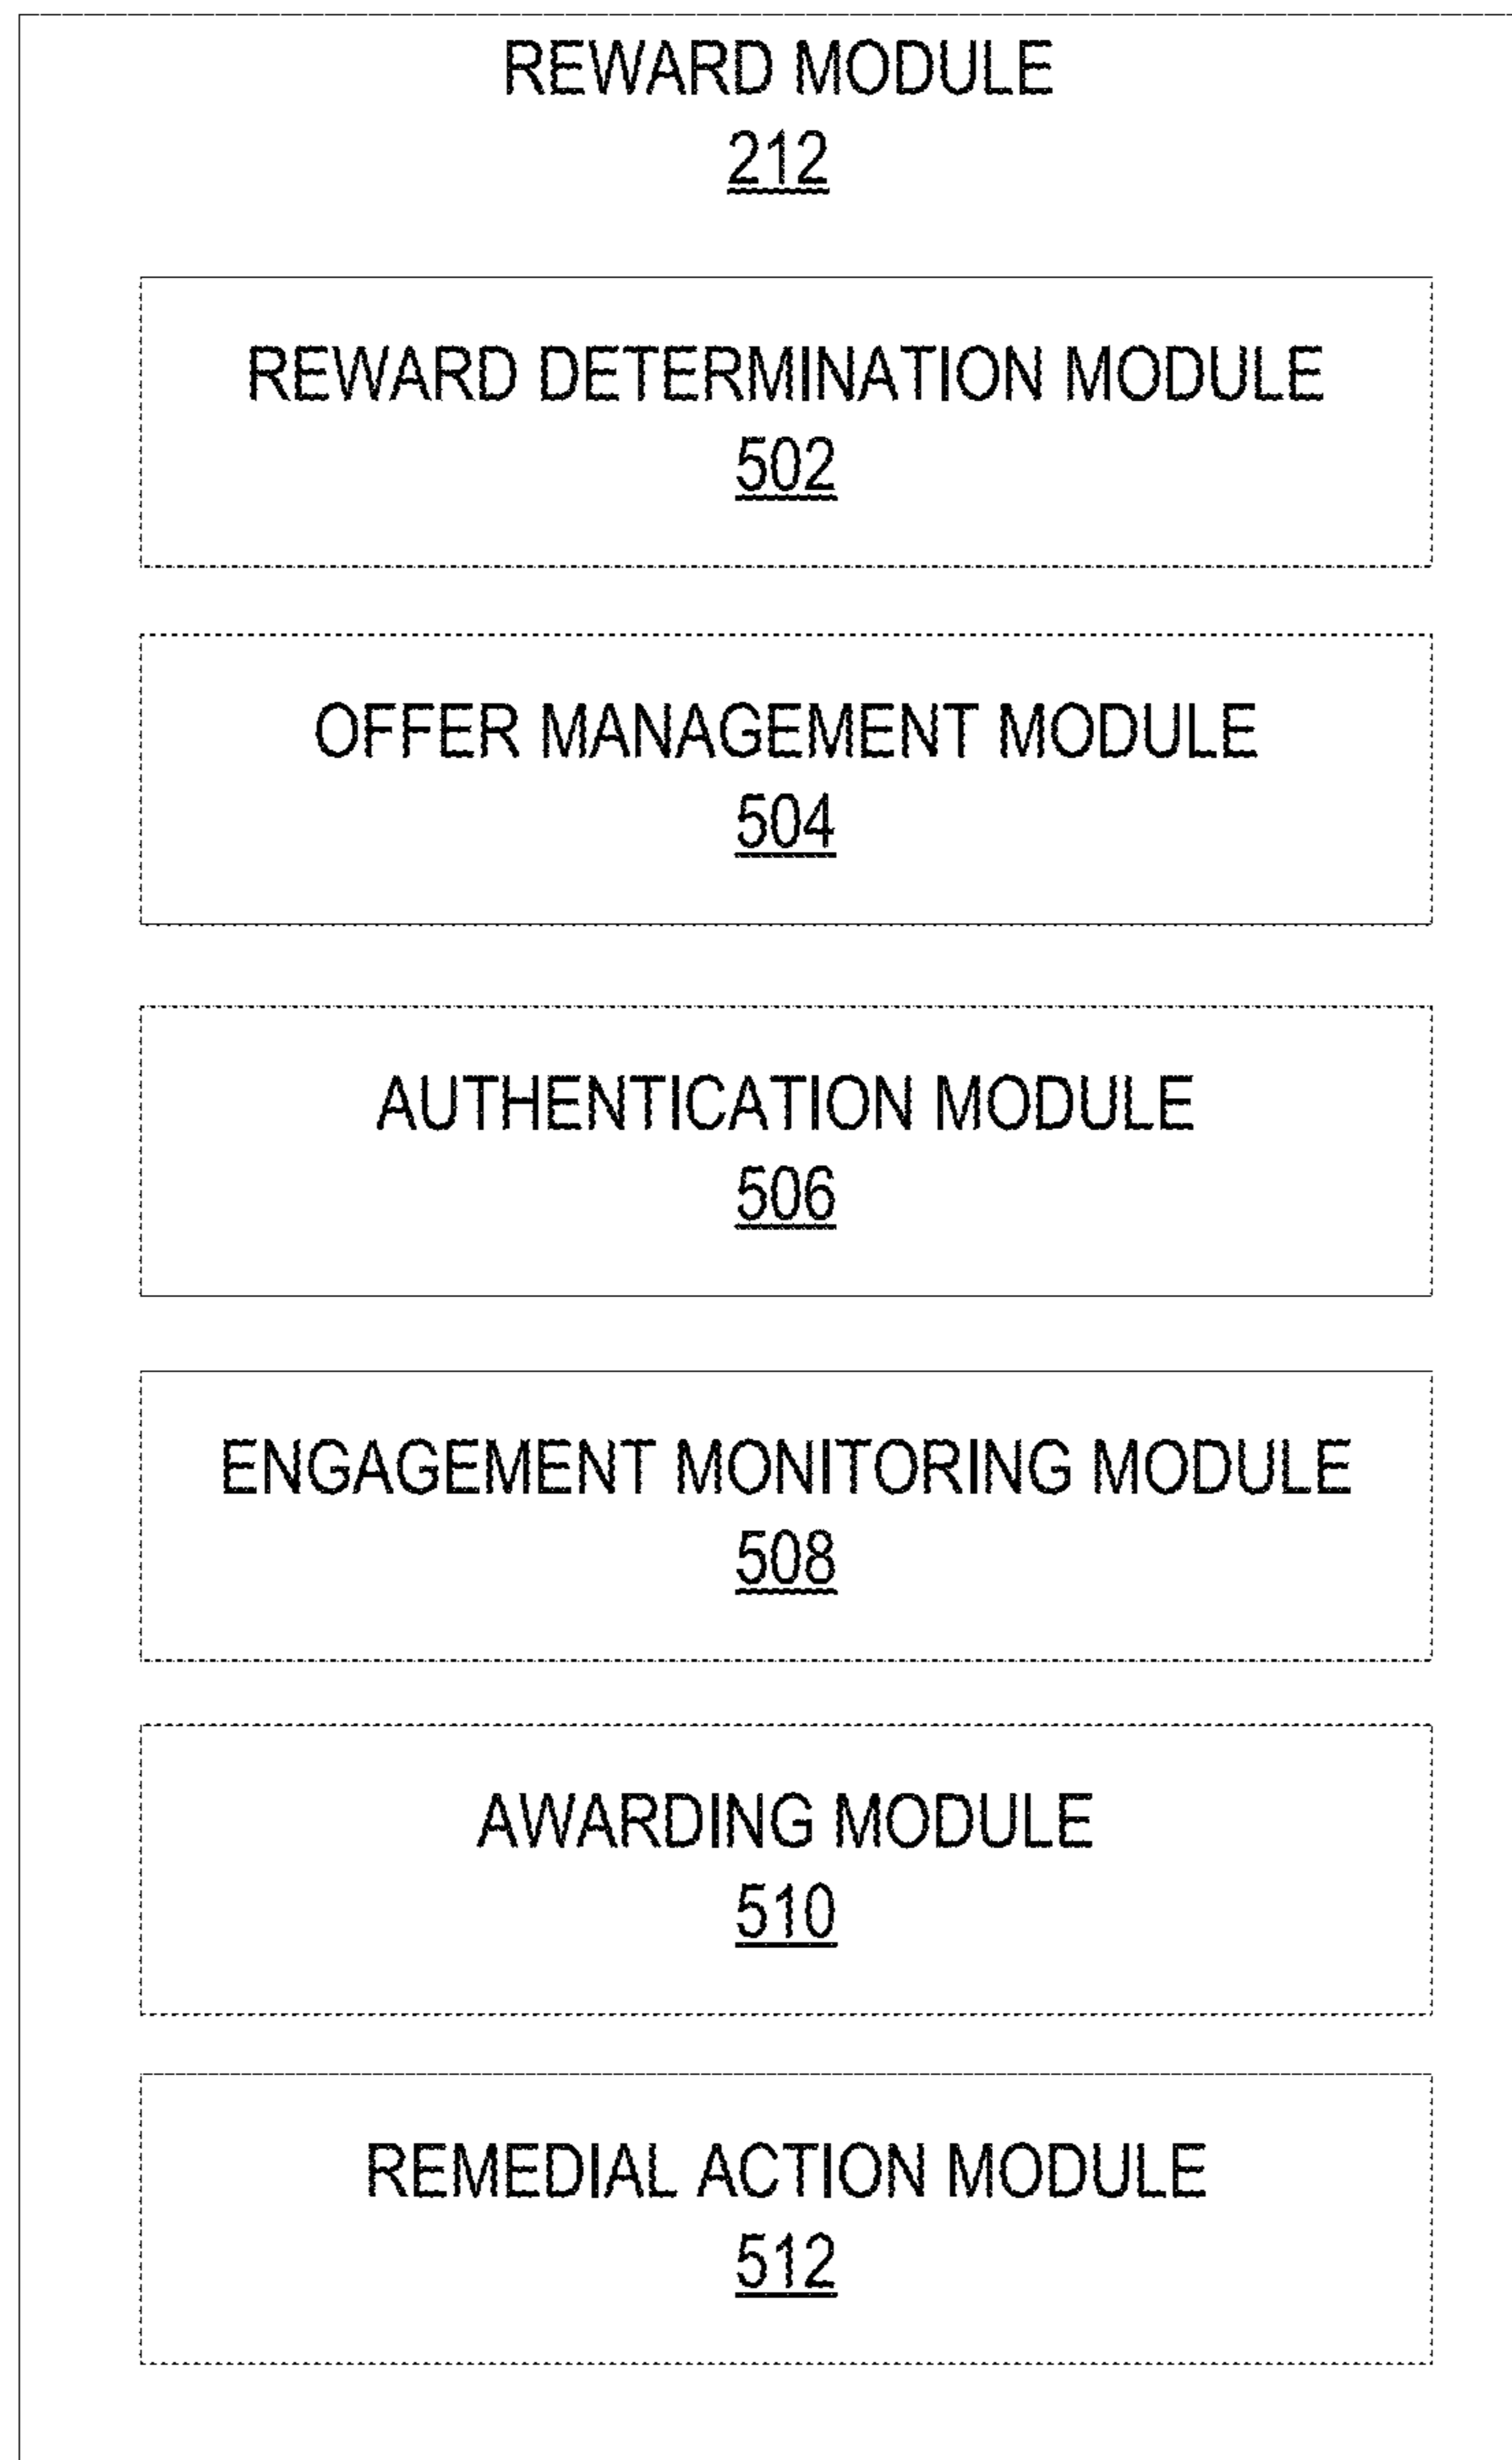 REWARD MODULE
212
REWARD DETERMINATION MODULE
502
OFFER MANAGEMENT MODULE
504
AUTHENTICATION MODULE
506
ENGAGEMENT MONITORING MODULE
508
AWARDING MODULE
510
REMEDIAL ACTION MODULE
512